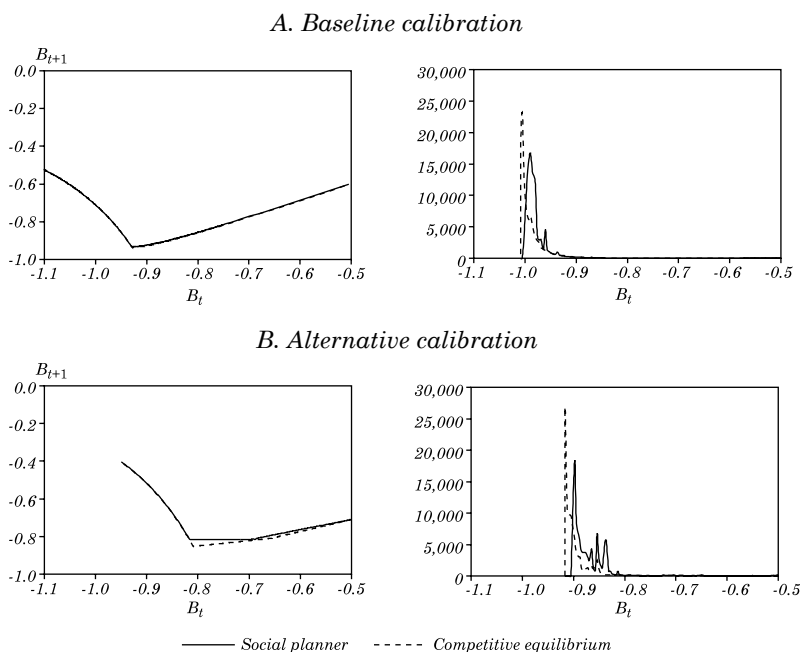 A. Baseline calibration
B_{t+1}
0.0
-0.2
-0.4
-0.6
-0.8
-1.0
-1.1 -1.0 -0.9 -0.8 -0.7 -0.6 -0.5
B_t
30,000
25,000
20,000
15,000
10,000
5,000
0
-1.1 -1.0 -0.9 -0.8 -0.7 -0.6 -0.5
B_t
B. Alternative calibration
B_{t+1}
0.0
-0.2
-0.4
-0.6
-0.8
-1.0
-1.1 -1.0 -0.9 -0.8 -0.7 -0.6 -0.5
B_t
30,000
25,000
20,000
15,000
10,000
5,000
0
-1.1 -1.0 -0.9 -0.8 -0.7 -0.6 -0.5
B_t
Social planner Competitive equilibrium